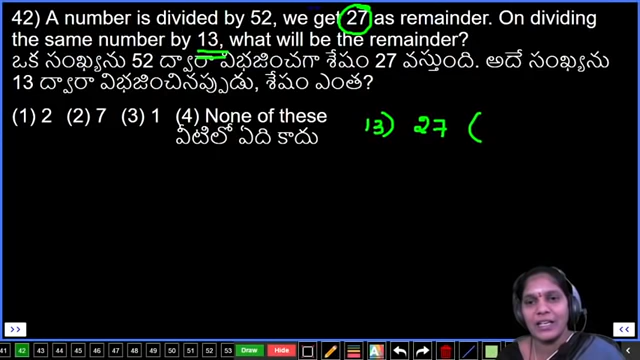 42) A number is divided by 52, we get 27 as remainder. On dividing
the same number by 13, what will be the remainder?
ఒక సంఖ్యను 52 ద్వారా విభజించగా శేషం 27 వస్తుంది. అదే సంఖ్యను
13 ద్వారా విభజించినప్పుడు, శేషం ఎంత?
(1) 2 (2) 7 (3) 1 (4) None of these
వీటిలో ఏది కాదు
13) 27 (
>> <<
41 42 43 44 45 46 47 48 49 50 51 52 53 Draw Hide